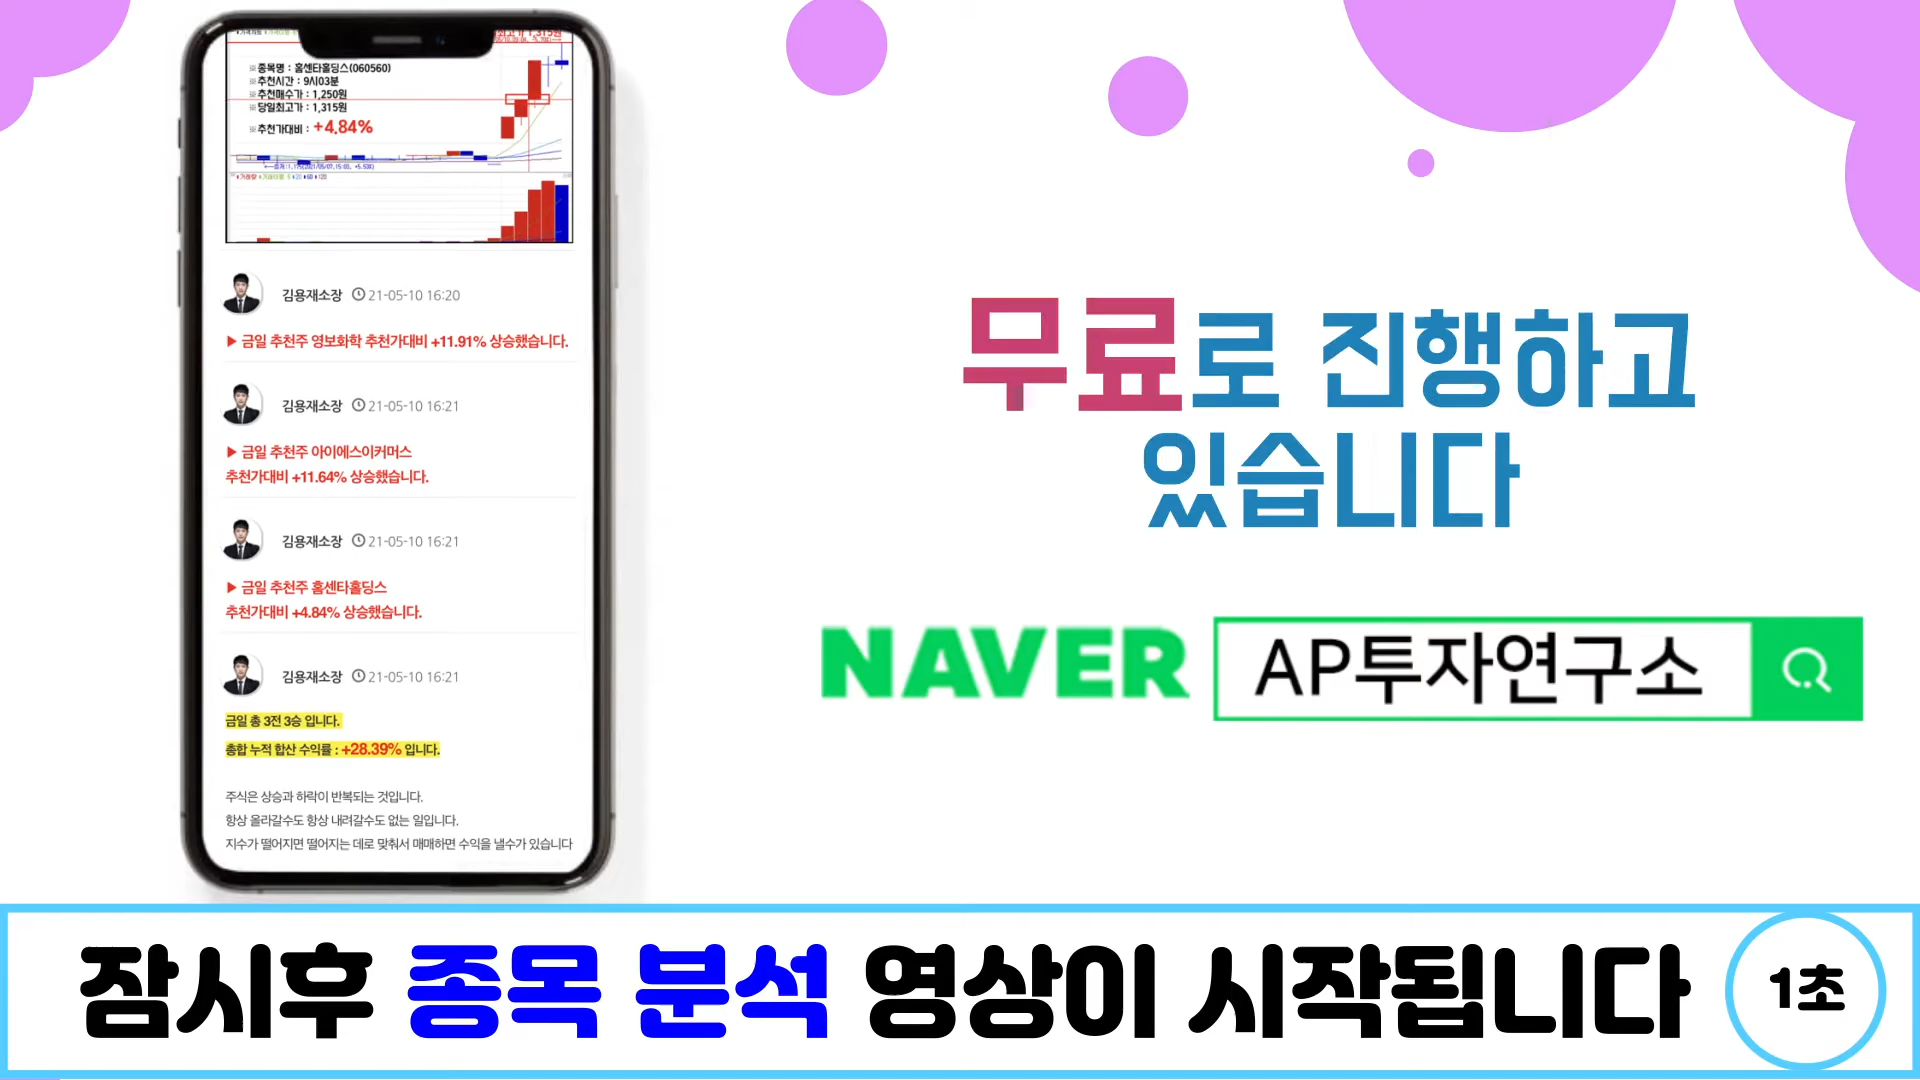 ※종목명 : 홈센타홀딩스(060560)
※추천시간 : 9시03분
※추천매수가 : 1,250원
※당일최고가 : 1,315원
※추천가대비 : +4.84%
김용재소장 21-05-10 16:20
▶ 금일 추천주 영보화학 추천가대비 +11.91% 상승했습니다.
김용재소장 21-05-10 16:21
▶ 금일 추천주 아이에스이커머스
추천가대비 +11.64% 상승했습니다.
김용재소장 21-05-10 16:21
▶ 금일 추천주 홈센타홀딩스
추천가대비 +4.84% 상승했습니다.
김용재소장 21-05-10 16:21
금일 총 3전 3승 입니다.
총합 누적 합산 수익률 : +28.39% 입니다.
주식은 상승과 하락이 반복되는 것입니다.
항상 올라갈수도 항상 내려갈수도 없는 일입니다.
지수가 떨어지면 떨어지는 데로 맞춰서 매매하면 수익을 낼수가 있습니다
무료로 진행하고
있습니다
NAVER AP투자연구소
잠시후 종목 분석 영상이 시작됩니다 1초